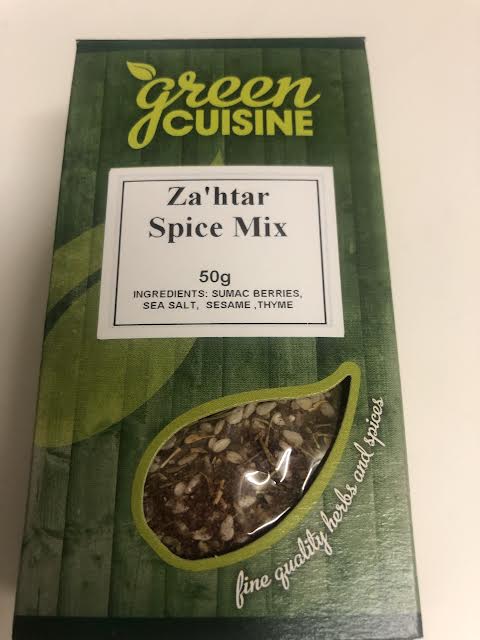 green
CUISINE
Za'htar
Spice Mix
50g
INGREDIENTS: SUMAC BERRIES,
SEA SALT, SESAME ,THYME
fine quality herbs and spices